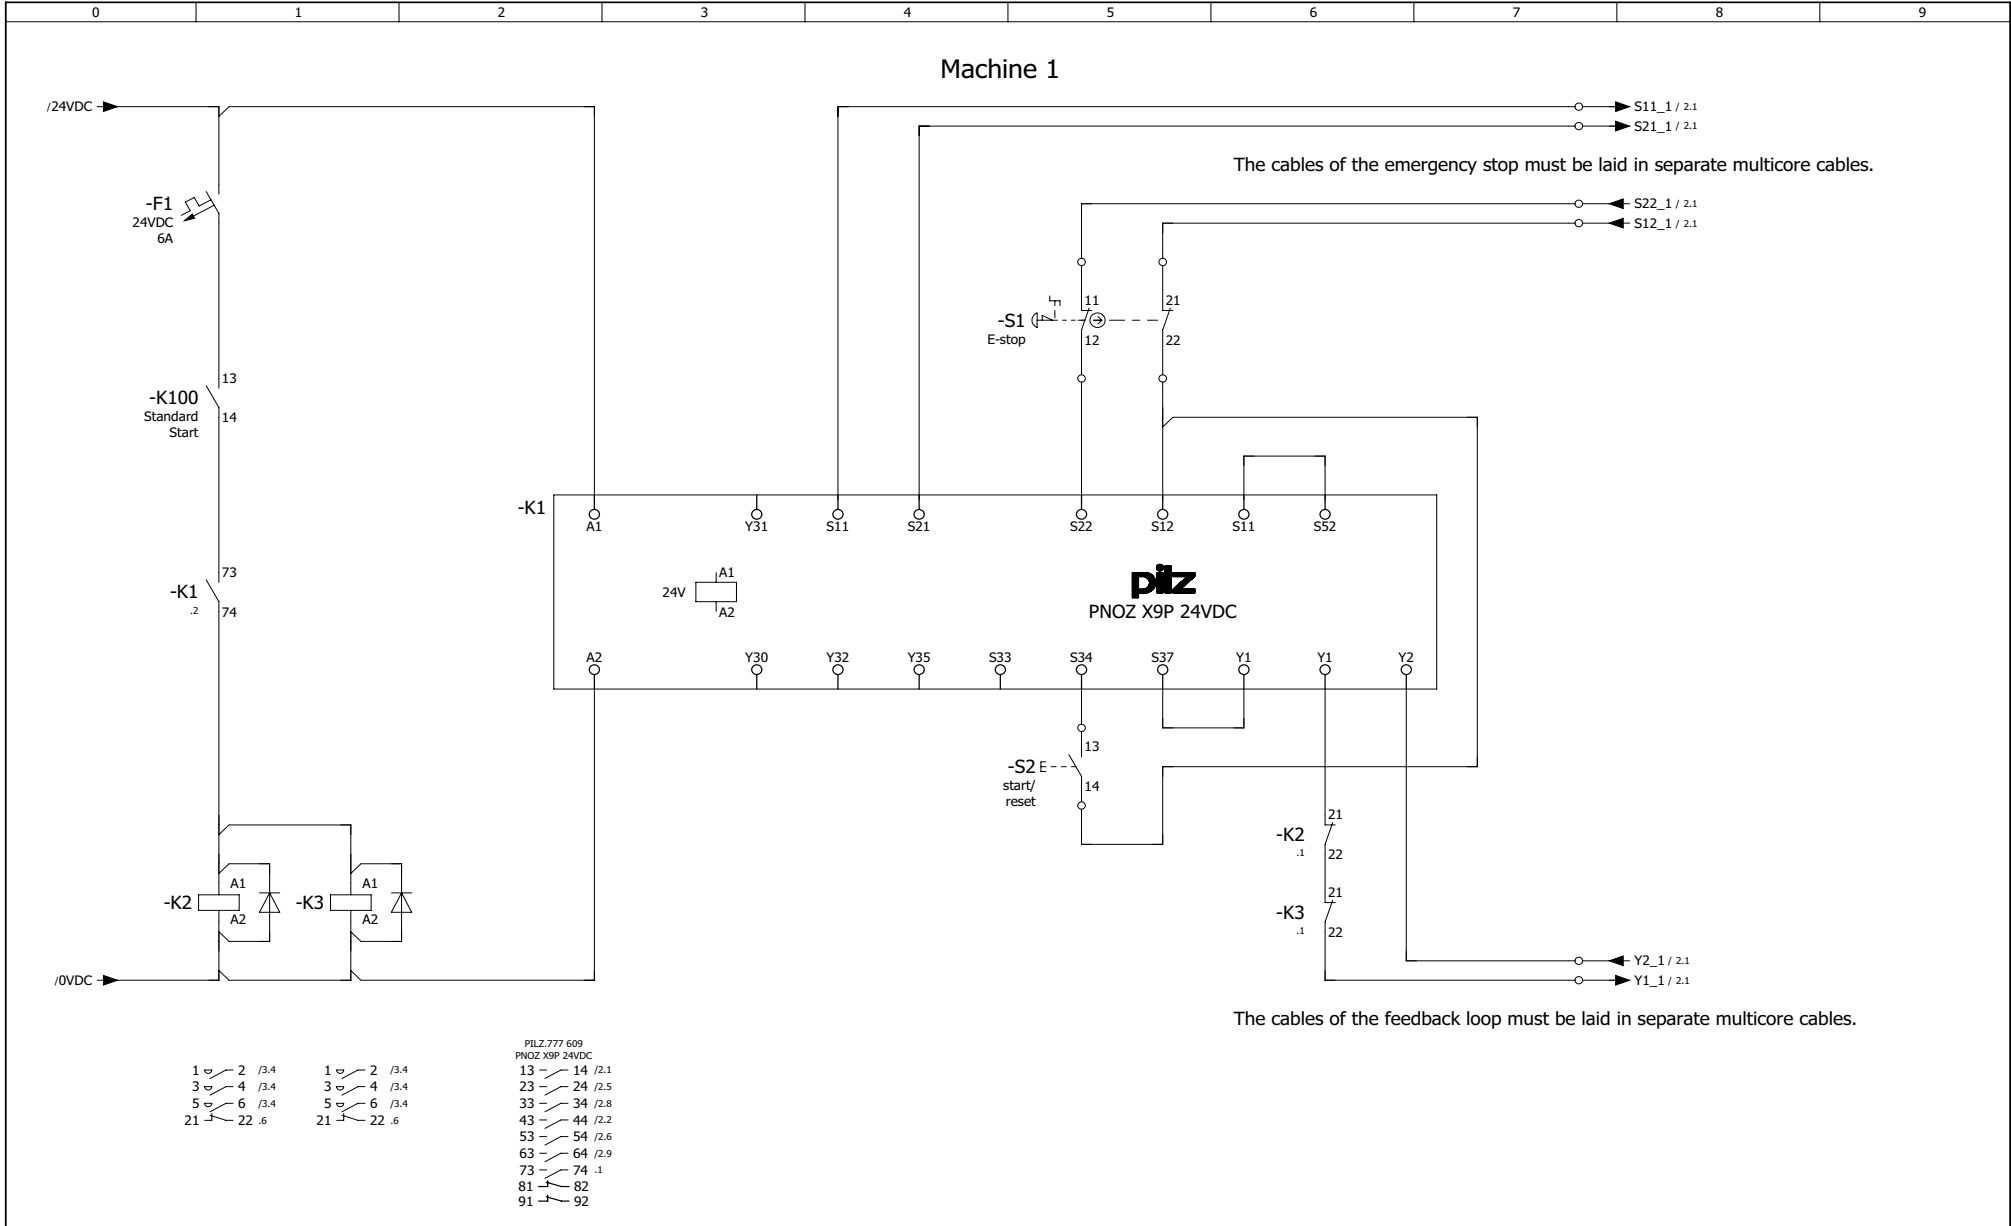 0 1 2 3 4 5 6 7 8 9
Machine 1
/24VDC
S11_1 / 2.1
S21_1 / 2.1
The cables of the emergency stop must be laid in separate multicore cables.
-F1
24VDC
6A
S22_1 / 2.1
S12_1 / 2.1
11 21
-S1
E-stop
12 22
13
-K100
Standard
Start
14
-K1
A1 Y31 S11 S21 S22 S12 S11 S52
73
-K1
.2
74
24V
A1
A2
pilz
PNOZ X9P 24VDC
A2 Y30 Y32 Y35 S33 S34 S37 Y1 Y1 Y2
13
-S2
start/
reset
14
21
-K2
.1
22
-K2
A1
A2
-K3
A1
A2
21
-K3
.1
22
/0VDC
Y2_1 / 2.1
Y1_1 / 2.1
The cables of the feedback loop must be laid in separate multicore cables.
1 2 /3.4
3 4 /3.4
5 6 /3.4
21 22 .6
1 2 /3.4
3 4 /3.4
5 6 /3.4
21 22 .6
PILZ.777 609
PNOZ X9P 24VDC
13 14 /2.1
23 24 /2.5
33 34 /2.8
43 44 /2.2
53 54 /2.6
63 64 /2.9
73 74 .1
81 82
91 92